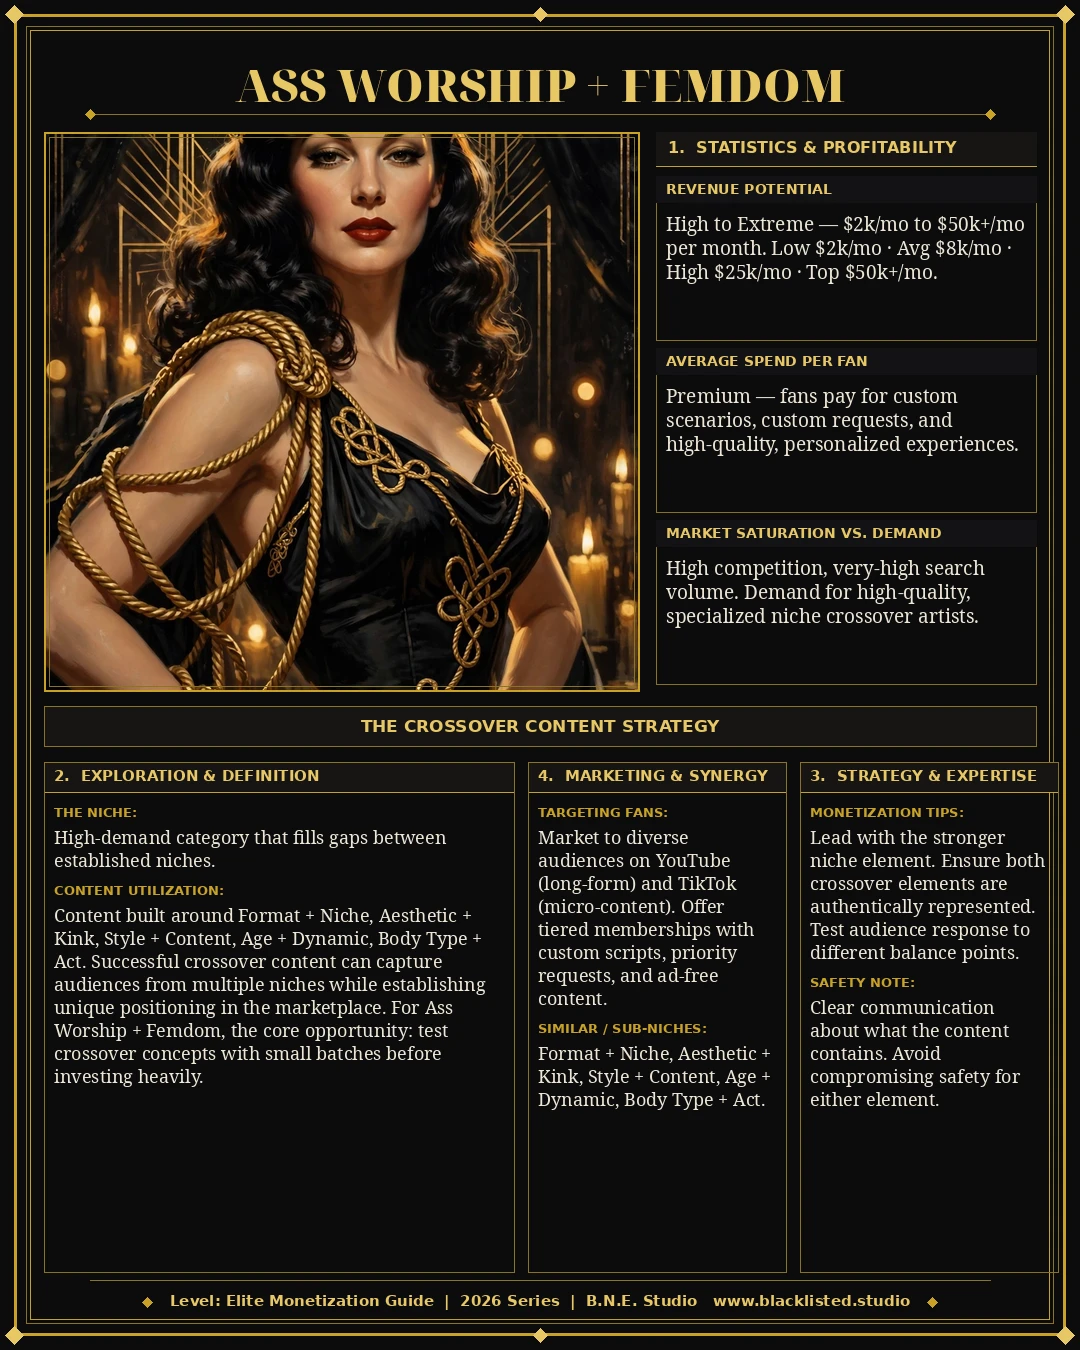 ASS WORSHIP + FEMDOM
1. STATISTICS & PROFITABILITY
REVENUE POTENTIAL
High to Extreme — $2k/mo to $50k+/mo
per month. Low $2k/mo · Avg $8k/mo ·
High $25k/mo · Top $50k+/mo.
AVERAGE SPEND PER FAN
Premium — fans pay for custom
scenarios, custom requests, and
high-quality, personalized experiences.
MARKET SATURATION VS. DEMAND
High competition, very-high search
volume. Demand for high-quality,
specialized niche crossover artists.
THE CROSSOVER CONTENT STRATEGY
2. EXPLORATION & DEFINITION
THE NICHE:
High-demand category that fills gaps between
established niches.
CONTENT UTILIZATION:
Content built around Format + Niche, Aesthetic +
Kink, Style + Content, Age + Dynamic, Body Type +
Act. Successful crossover content can capture
audiences from multiple niches while establishing
unique positioning in the marketplace. For Ass
Worship + Femdom, the core opportunity: test
crossover concepts with small batches before
investing heavily.
4. MARKETING & SYNERGY
TARGETING FANS:
Market to diverse
audiences on YouTube
(long-form) and TikTok
(micro-content). Offer
tiered memberships with
custom scripts, priority
requests, and ad-free
content.
SIMILAR / SUB-NICHES:
Format + Niche, Aesthetic +
Kink, Style + Content, Age +
Dynamic, Body Type + Act.
3. STRATEGY & EXPERTISE
MONETIZATION TIPS:
Lead with the stronger
niche element. Ensure both
crossover elements are
authentically represented.
Test audience response to
different balance points.
SAFETY NOTE:
Clear communication
about what the content
contains. Avoid
compromising safety for
either element.
Level: Elite Monetization Guide | 2026 Series | B.N.E. Studio www.blacklisted.studio